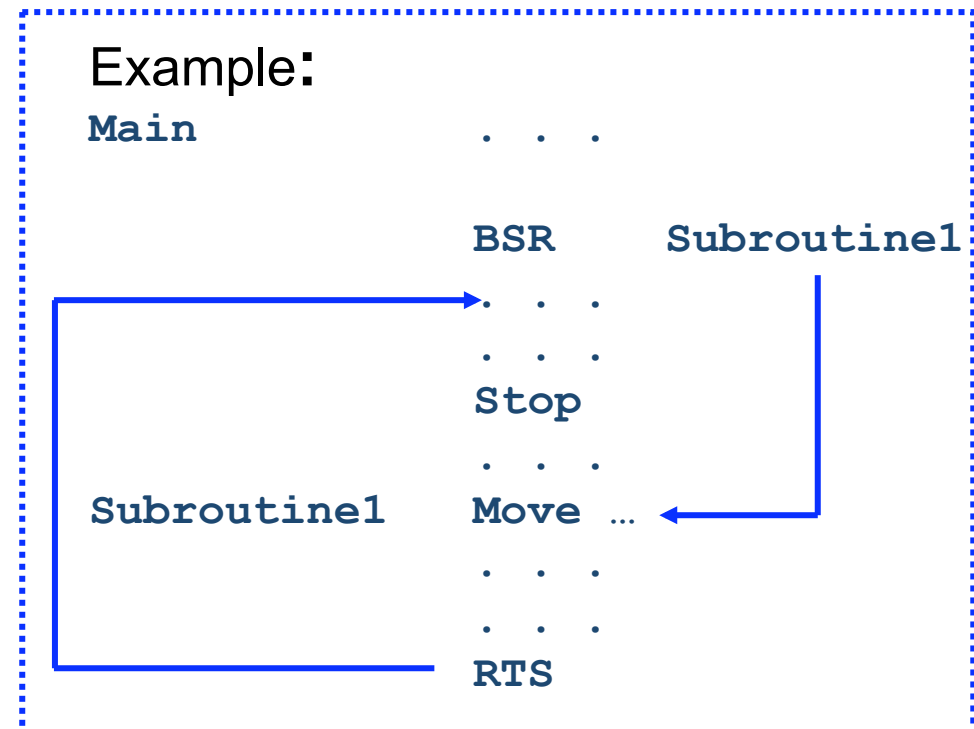 Example:
Main . . .
BSR Subroutine1
. . .
. . .
Stop
. . .
Subroutine1 Move …
. . .
. . .
RTS